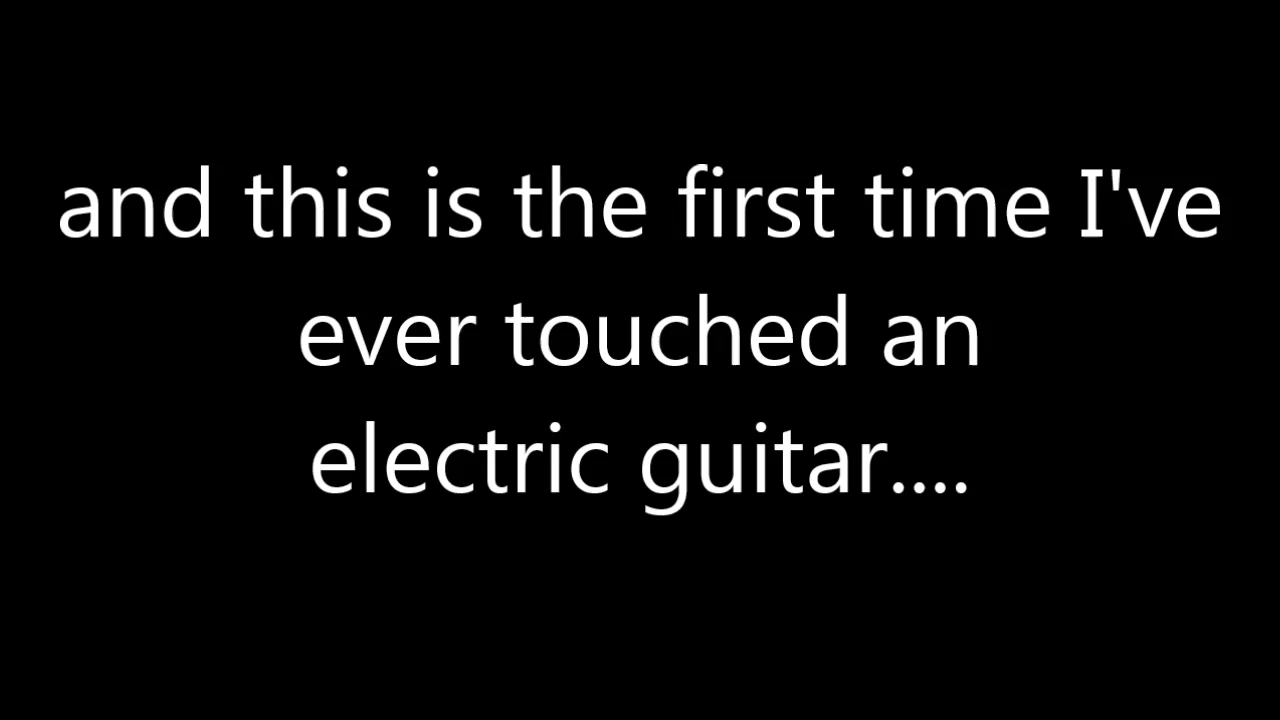 and this is the first time I've
ever touched an
electric guitar....